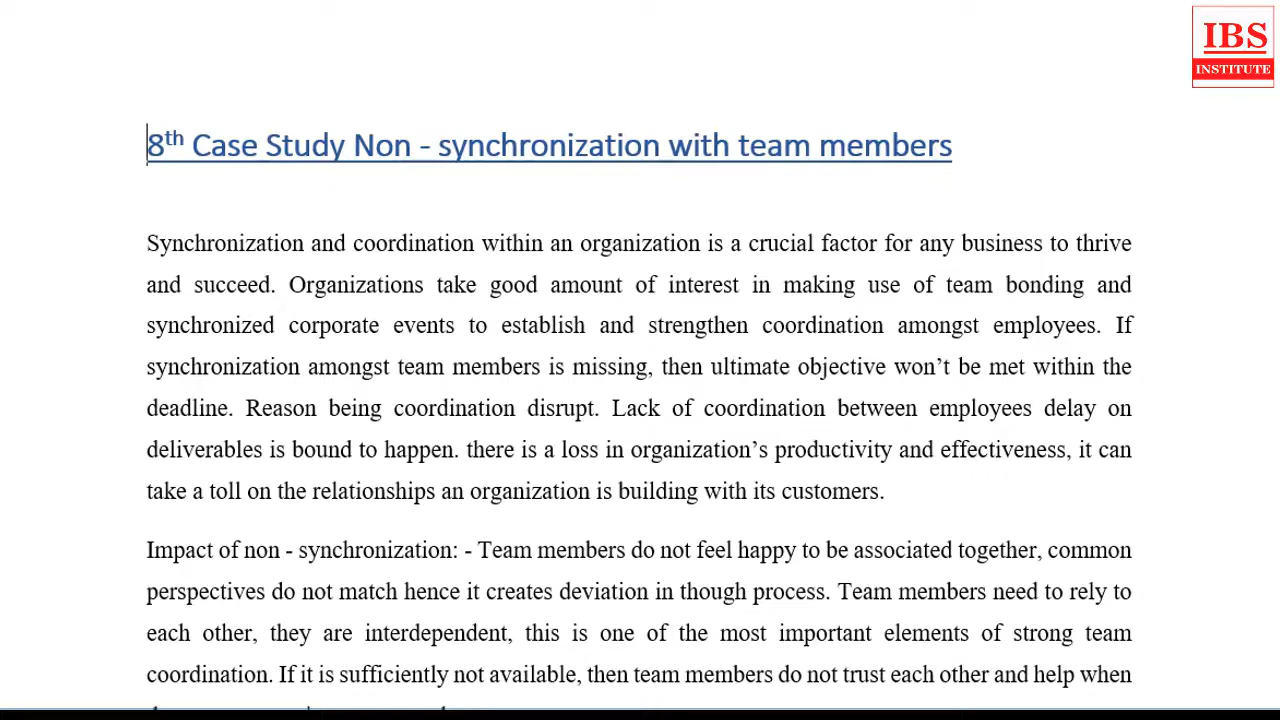 IBS
INSTITUTE
8th Case Study Non - synchronization with team members
Synchronization and coordination within an organization is a crucial factor for any business to thrive
and succeed. Organizations take good amount of interest in making use of team bonding and
synchronized corporate events to establish and strengthen coordination amongst employees. If
synchronization amongst team members is missing, then ultimate objective won’t be met within the
deadline. Reason being coordination disrupt. Lack of coordination between employees delay on
deliverables is bound to happen. there is a loss in organization’s productivity and effectiveness, it can
take a toll on the relationships an organization is building with its customers.
Impact of non - synchronization: - Team members do not feel happy to be associated together, common
perspectives do not match hence it creates deviation in though process. Team members need to rely to
each other, they are interdependent, this is one of the most important elements of strong team
coordination. If it is sufficiently not available, then team members do not trust each other and help when